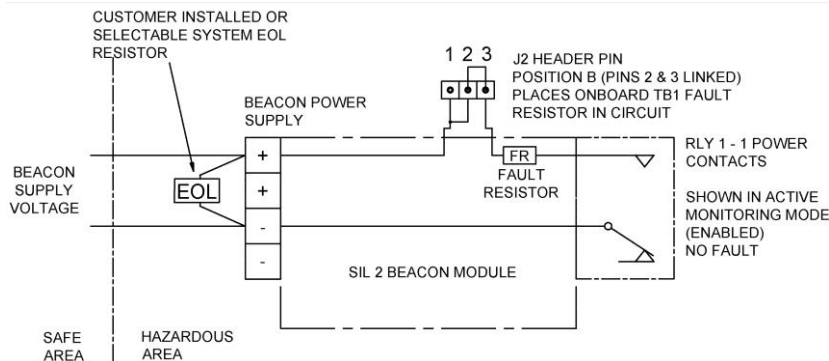 CUSTOMER INSTALLED OR
SELECTABLE SYSTEM EOL
RESISTOR
1 2 3
J2 HEADER PIN
POSITION B (PINS 2 & 3 LINKED)
PLACES ONBOARD TB1 FAULT
RESISTOR IN CIRCUIT
BEACON POWER
SUPPLY
+
+
-
-
BEACON
SUPPLY
VOLTAGE
EOL
FR
FAULT
RESISTOR
RLY 1 - 1 POWER
CONTACTS
SHOWN IN ACTIVE
MONITORING MODE
(ENABLED)
NO FAULT
SIL 2 BEACON MODULE
SAFE
AREA
HAZARDOUS
AREA